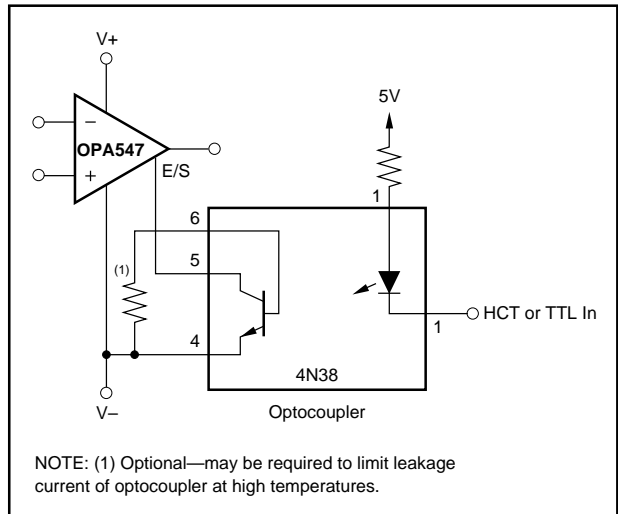 V+
5V
–
OPA547
+
E/S
1
6
(1)
5
4
1
HCT or TTL In
4N38
V–
Optocoupler
NOTE: (1) Optional—may be required to limit leakage
current of optocoupler at high temperatures.